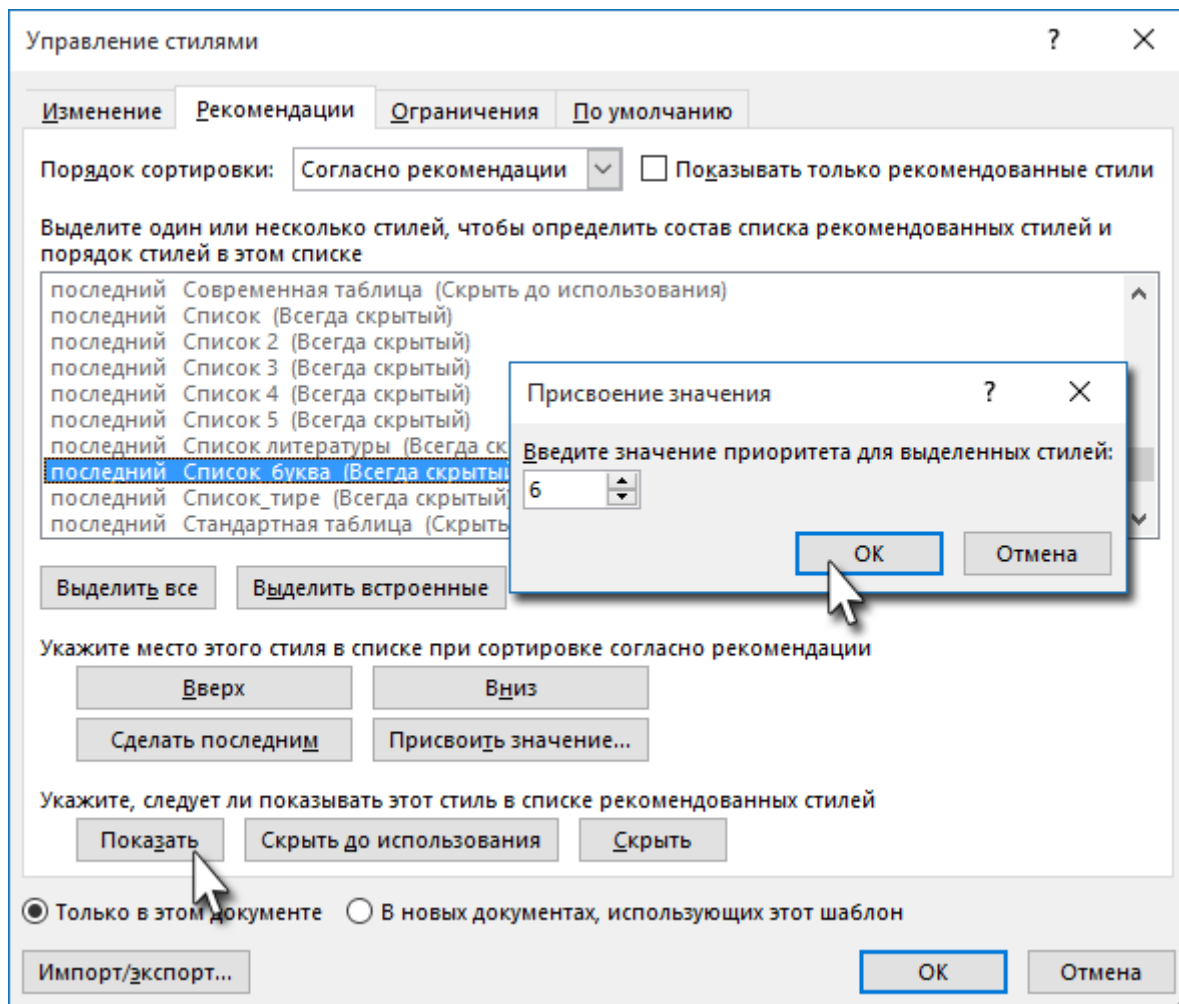 Управление стилями
?
Изменение Рекомендации Ограничения По умолчанию
Порядок сортировки: Согласно рекомендации Показывать только рекомендованные стили
Выделите один или несколько стилей, чтобы определить состав списка рекомендованных стилей и
порядок стилей в этом списке
последний Современная таблица (Скрыть до использования)
последний Список (Всегда скрытый)
последний Список 2 (Всегда скрытый)
последний Список 3 (Всегда скрытый)
последний Список 4 (Всегда скрытый)
последний Список 5 (Всегда скрытый)
последний Список литературы (Всегда
последний Список_буква (Всегда
последний Список_тире (Всегда скрытый)
последний Стандартная таблица (Скрыть
Присвоение значения
?
Введите значение приоритета для выделенных стилей:
6
ОК Отмена
Выделить все Выделить встроенные
Укажите место этого стиля в списке при сортировке согласно рекомендации
Вверх Вниз
Сделать последним Присвоить значение...
Укажите, следует ли показывать этот стиль в списке рекомендованных стилей
Показать Скрыть до использования Скрыть
Только в этом документе В новых документах, использующих этот шаблон
Импорт/экспорт... ОК Отмена